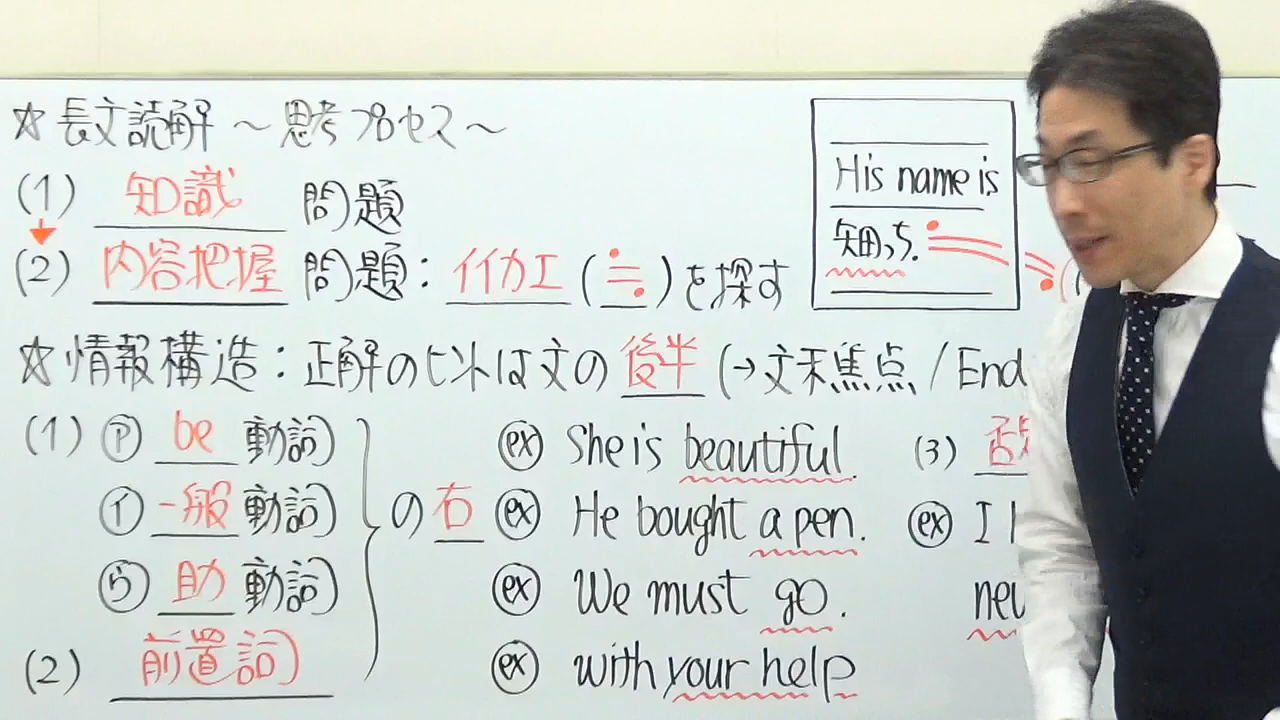 ☆長文読解～思考プロセス～
(1) 知識 問題
(2) 内容把握 問題：イイカエ(≒)を探す
His name is
知っち.
☆情報構造：正解のヒントは文の後半(→文末焦点/End
(1) ㋐ be 動詞
㋑ 一般 動詞
㋒ 助 動詞
(2) 前置詞
の右
ex She is beautiful.
ex He bought a pen.
ex We must go.
ex with your help
(3)
ex I